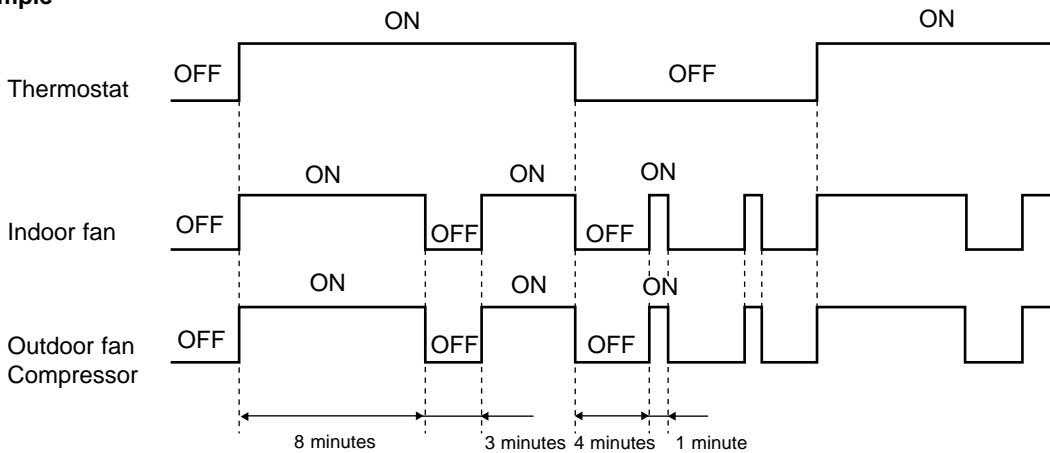 ON
ON
OFF
OFF
Thermostat
ON
ON
ON
OFF
OFF
OFF
Indoor fan
ON
ON
ON
OFF
OFF
OFF
Outdoor fan
Compressor
8 minutes
3 minutes
4 minutes
1 minute